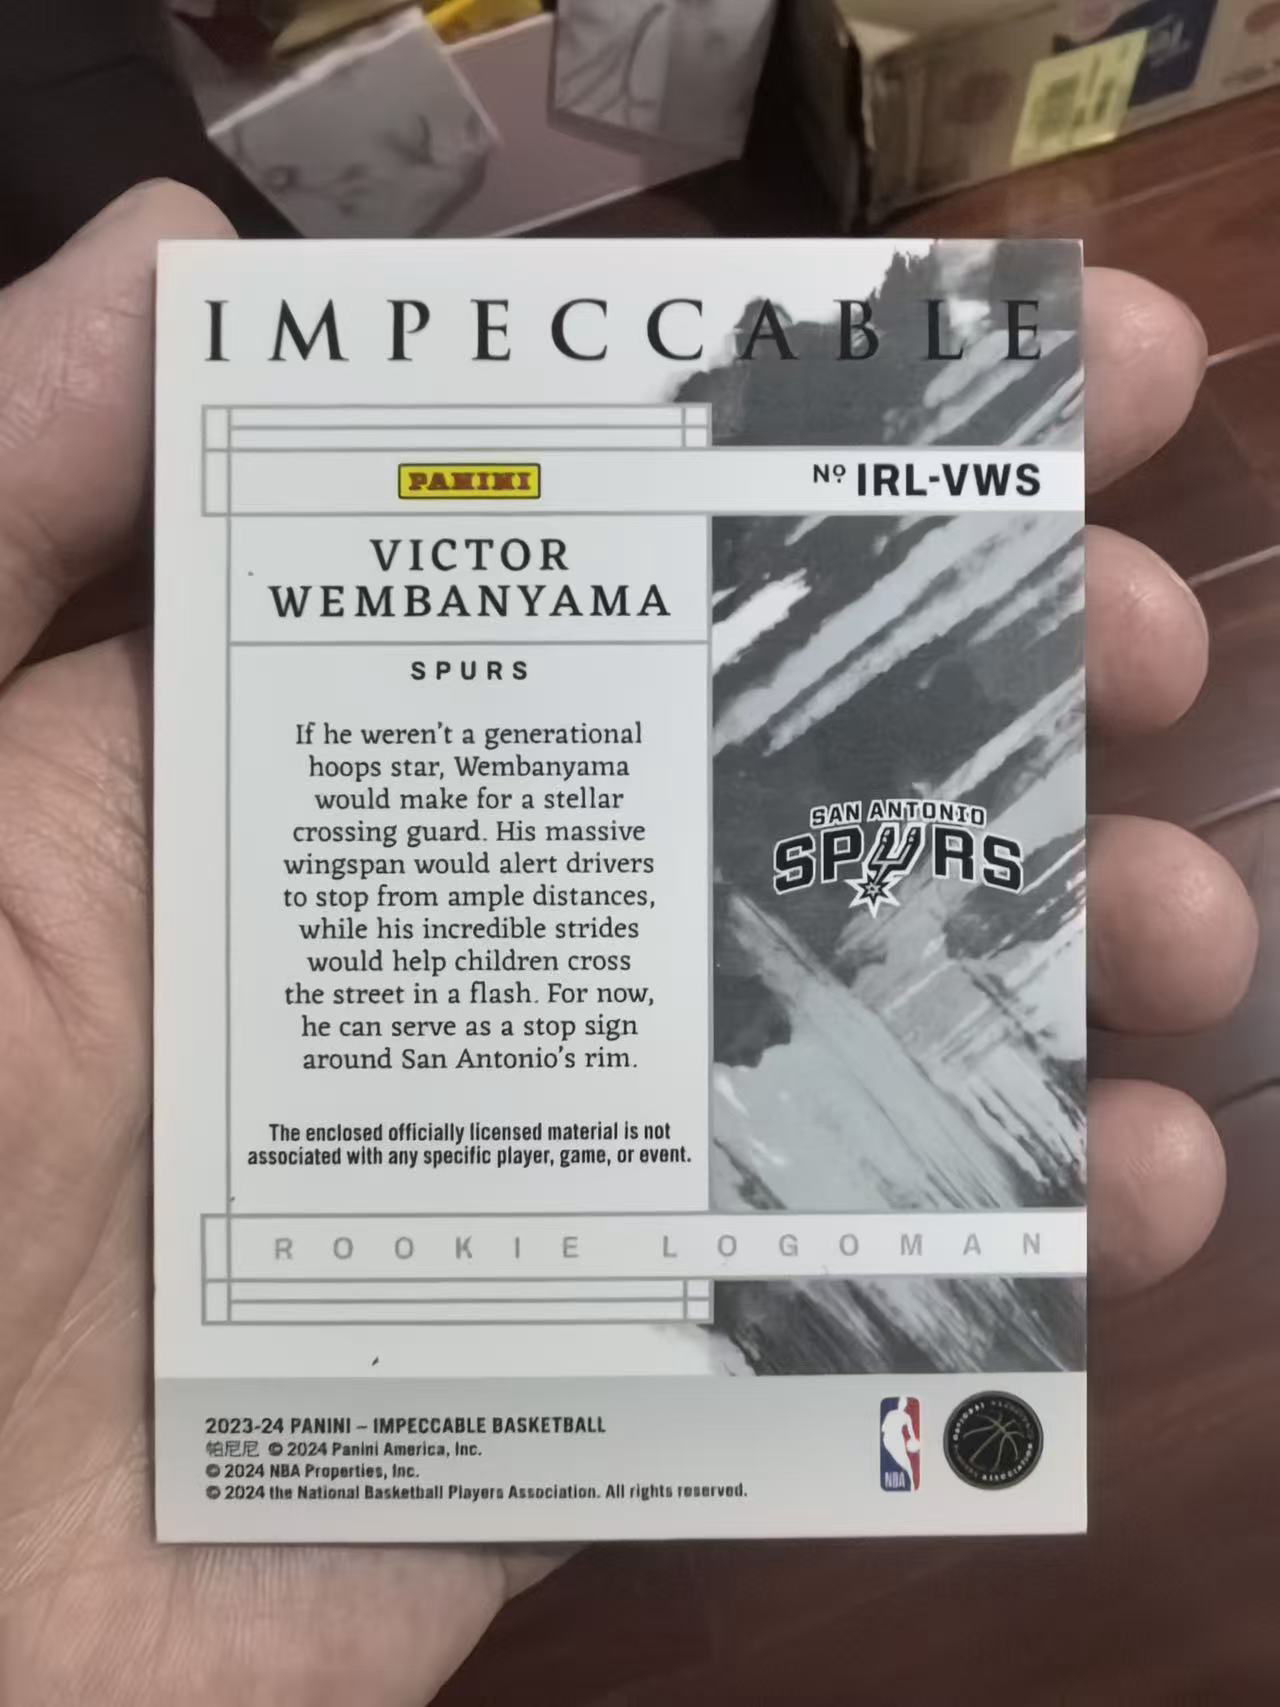 IMPECCABLE
PANINI
Nº IRL-VWS
VICTOR
WEMBANYAMA
SPURS
If he weren't a generational
hoops star, Wembanyama
would make for a stellar
crossing guard. His massive
wingspan would alert drivers
to stop from ample distances,
while his incredible strides
would help children cross
the street in a flash. For now,
he can serve as a stop sign
around San Antonio's rim.
SAN ANTONIO
SPURS
The enclosed officially licensed material is not
associated with any specific player, game, or event.
ROOKIE LOGOMAN
2023-24 PANINI – IMPECCABLE BASKETBALL
帕尼尼 © 2024 Panini America, Inc.
© 2024 NBA Properties, Inc.
© 2024 the National Basketball Players Association. All rights reserved.
NBA